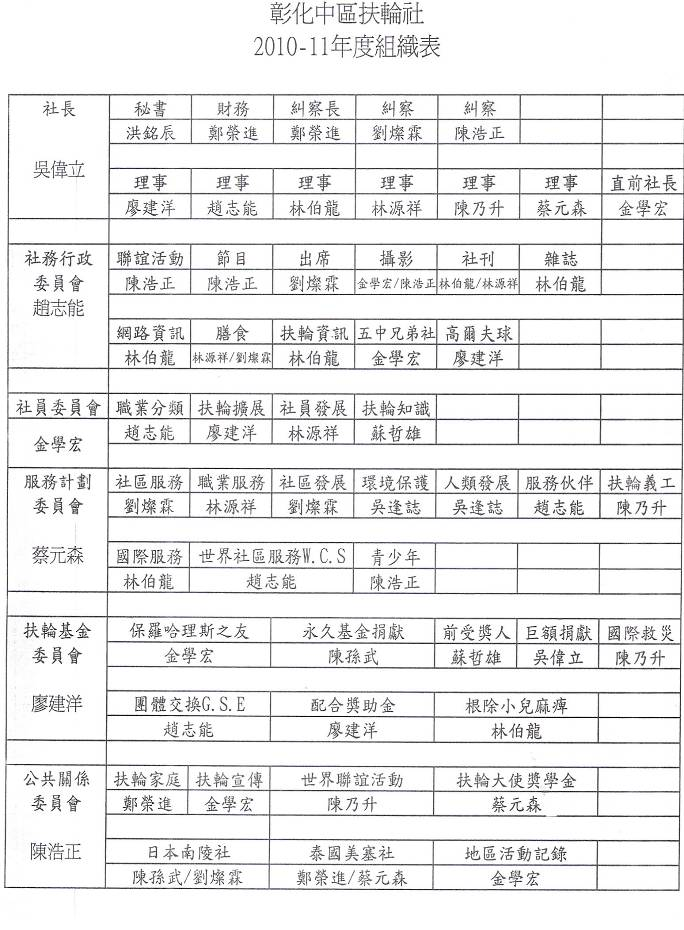 彰化中區扶輪社
2010-11年度組織表
社長 秘書 財務 糾察長 糾察 糾察
洪銘辰 鄭榮進 鄭榮進 劉燦霖 陳浩正
吳偉立
理事 理事 理事 理事 理事 理事 直前社長
廖建洋 趙志能 林伯龍 林源祥 陳乃升 蔡元森 金學宏
社務行政 聯誼活動 節目 出席 攝影 社刊 雜誌
委員會 陳浩正 陳浩正 劉燦霖 金學宏/陳浩正 林伯龍/林源祥 林伯龍
趙志能
網路資訊 膳食 扶輪資訊 五中兄弟社 高爾夫球
林伯龍 林源祥/劉燦霖 林伯龍 金學宏 廖建洋
社員委員會 職業分類 扶輪擴展 社員發展 扶輪知識
金學宏 趙志能 廖建洋 林源祥 蘇哲雄
服務計劃 社區服務 職業服務 社區發展 環境保護 人類發展 服務伙伴 扶輪義工
委員會 劉燦霖 林源祥 劉燦霖 吳逢誌 吳逢誌 趙志能 陳乃升
蔡元森 國際服務 世界社區服務W.C.S 青少年
林伯龍 趙志能 陳浩正
扶輪基金 保羅哈理斯之友 永久基金捐獻 前受獎人 巨額捐獻 國際救災
委員會 金學宏 陳孫武 蘇哲雄 吳偉立 陳乃升
廖建洋 團體交換G.S.E 配合獎助金 根除小兒麻痺
趙志能 廖建洋 林伯龍
公共關係 扶輪家庭 扶輪宣傳 世界聯誼活動 扶輪大使獎學金
委員會 鄭榮進 金學宏 陳乃升 蔡元森
陳浩正 日本南陵社 泰國美塞社 地區活動記錄
陳孫武/劉燦霖 鄭榮進/蔡元森 金學宏